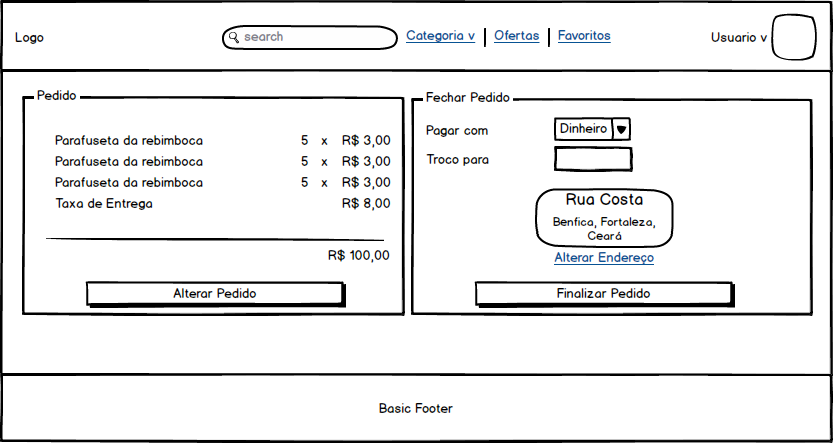 Logo
search
Categoria v
Ofertas
Favoritos
Usuario v
Pedido
Parafuseta da rebimboca 5 x R$ 3,00
Parafuseta da rebimboca 5 x R$ 3,00
Parafuseta da rebimboca 5 x R$ 3,00
Taxa de Entrega R$ 8,00
R$ 100,00
Alterar Pedido
Fechar Pedido
Pagar com Dinheiro
Troco para
Rua Costa
Benfica, Fortaleza,
Ceará
Alterar Endereço
Finalizar Pedido
Basic Footer